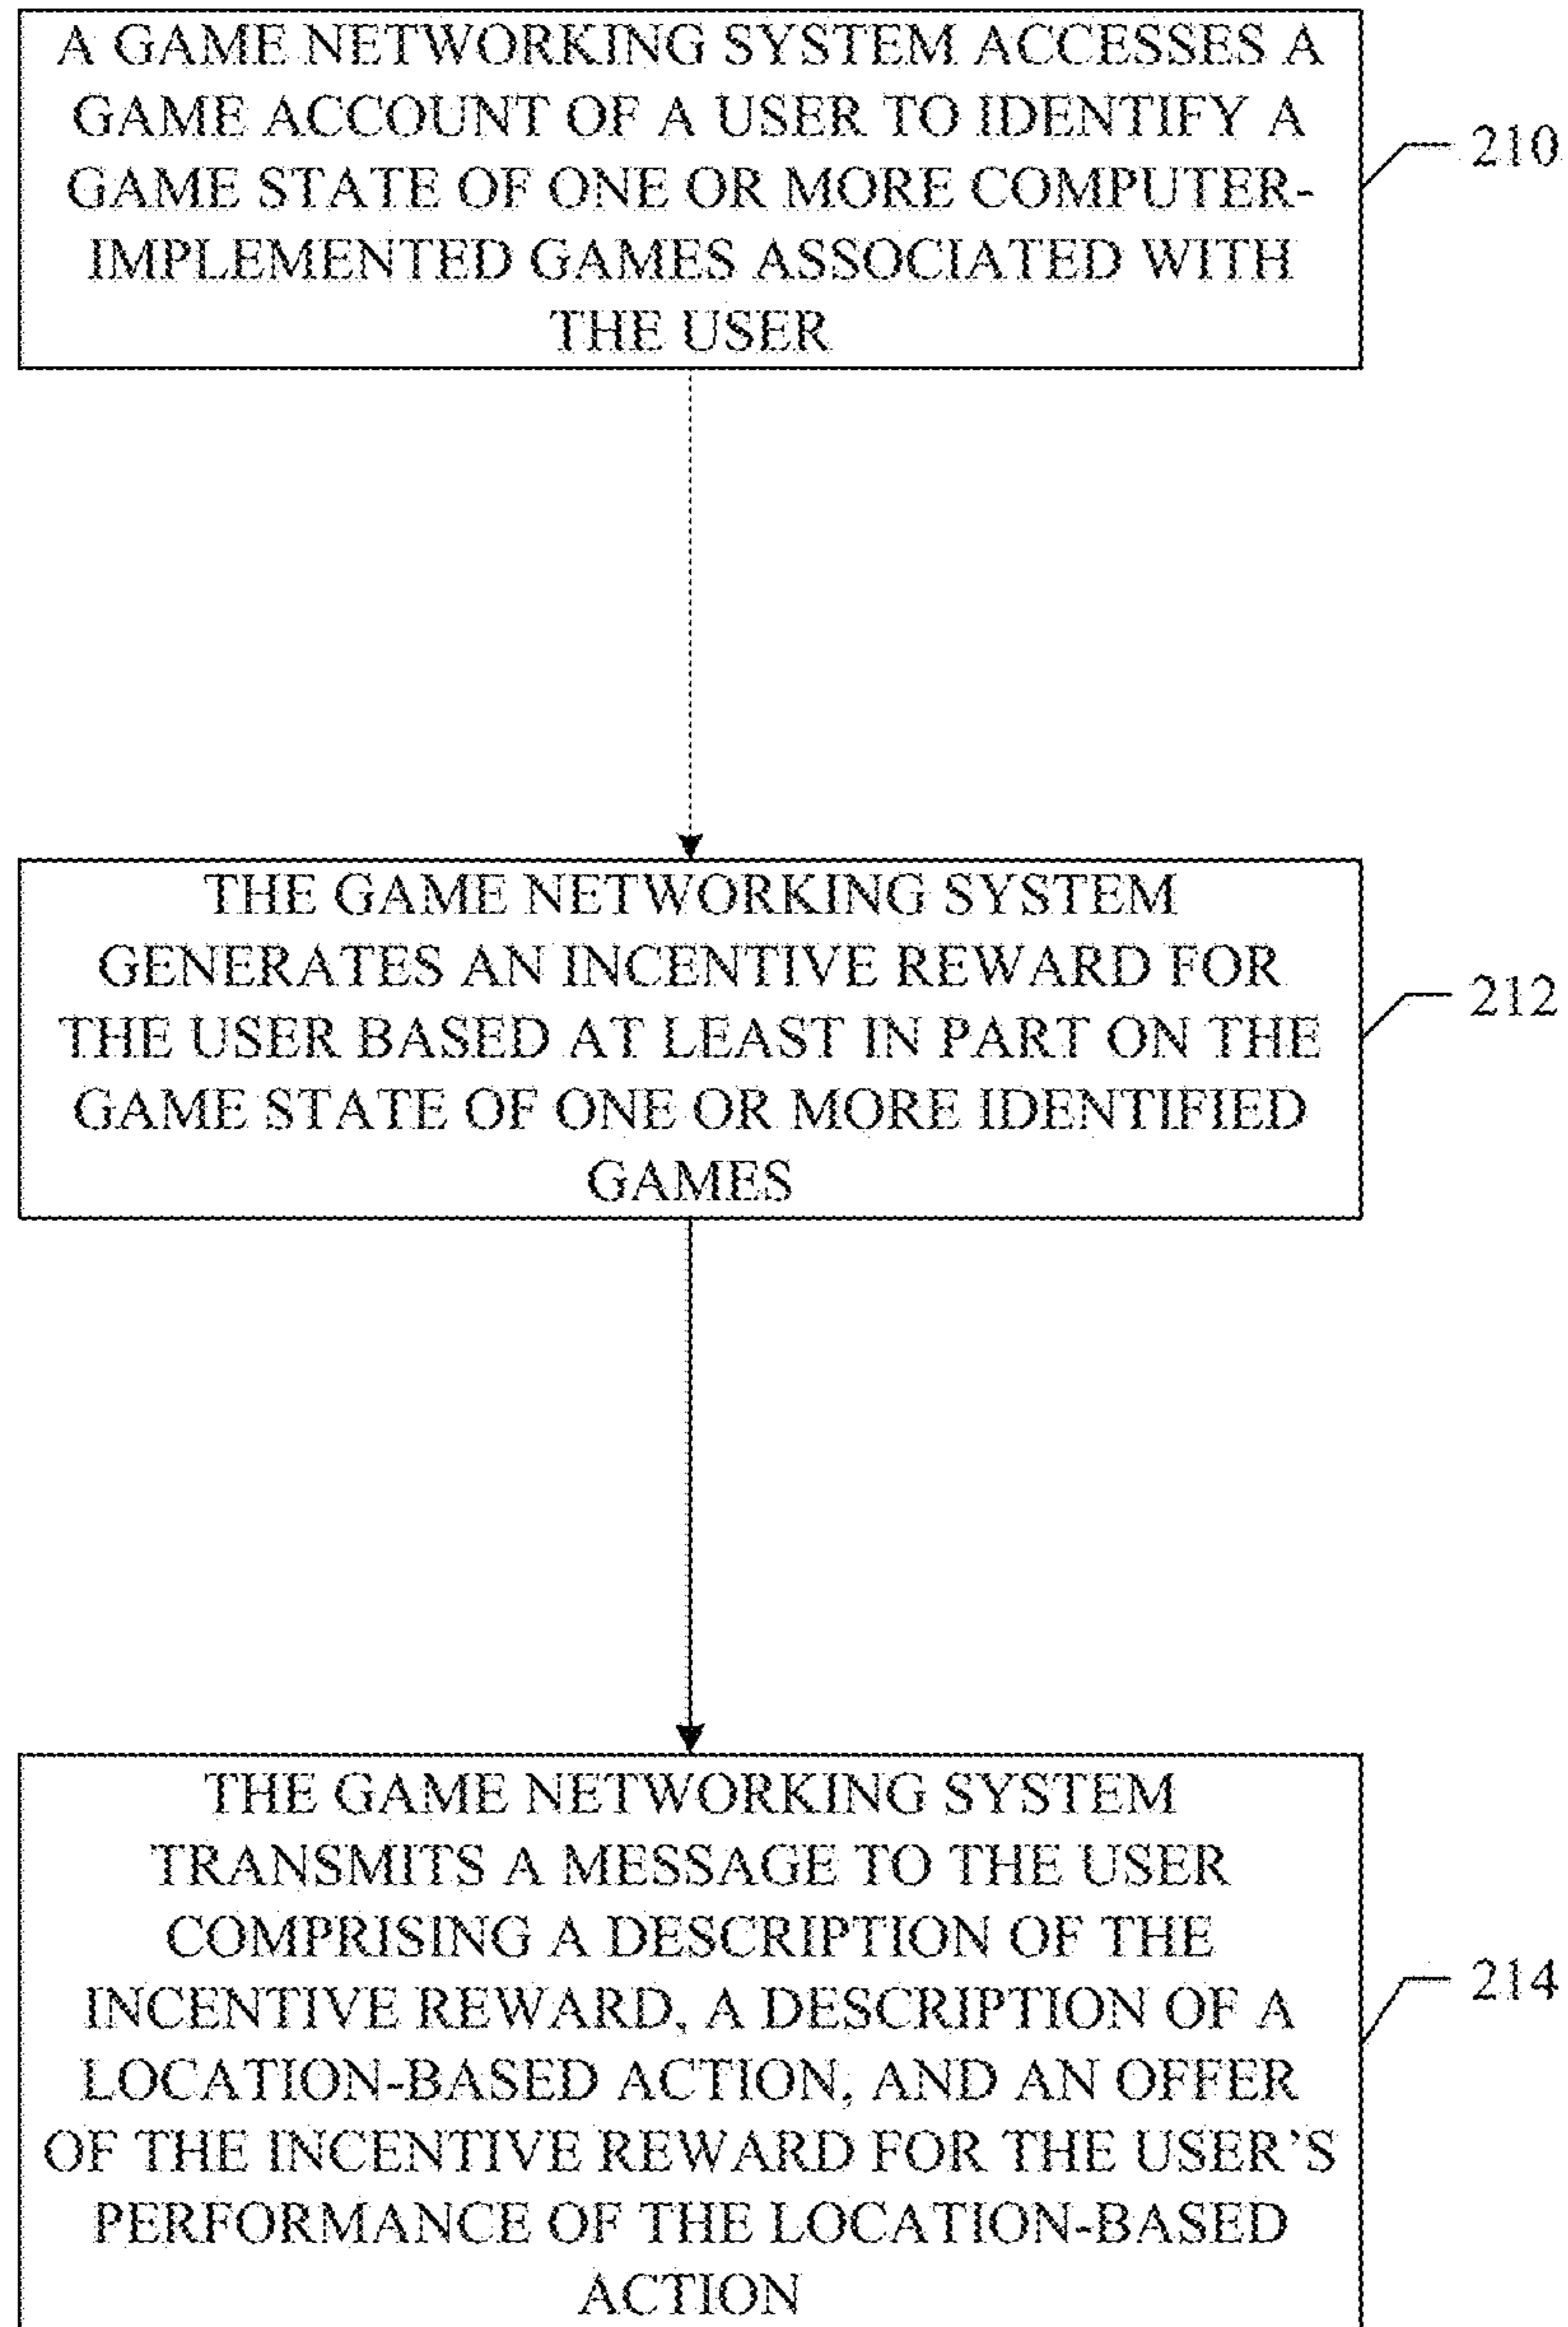 A GAME NETWORKING SYSTEM ACCESSES A
GAME ACCOUNT OF A USER TO IDENTIFY A
GAME STATE OF ONE OR MORE COMPUTER-
IMPLEMENTED GAMES ASSOCIATED WITH
THE USER
210
THE GAME NETWORKING SYSTEM
GENERATES AN INCENTIVE REWARD FOR
THE USER BASED AT LEAST IN PART ON THE
GAME STATE OF ONE OR MORE IDENTIFIED
GAMES
212
THE GAME NETWORKING SYSTEM
TRANSMITS A MESSAGE TO THE USER
COMPRISING A DESCRIPTION OF THE
INCENTIVE REWARD, A DESCRIPTION OF A
LOCATION-BASED ACTION, AND AN OFFER
OF THE INCENTIVE REWARD FOR THE USER’S
PERFORMANCE OF THE LOCATION-BASED
ACTION
214